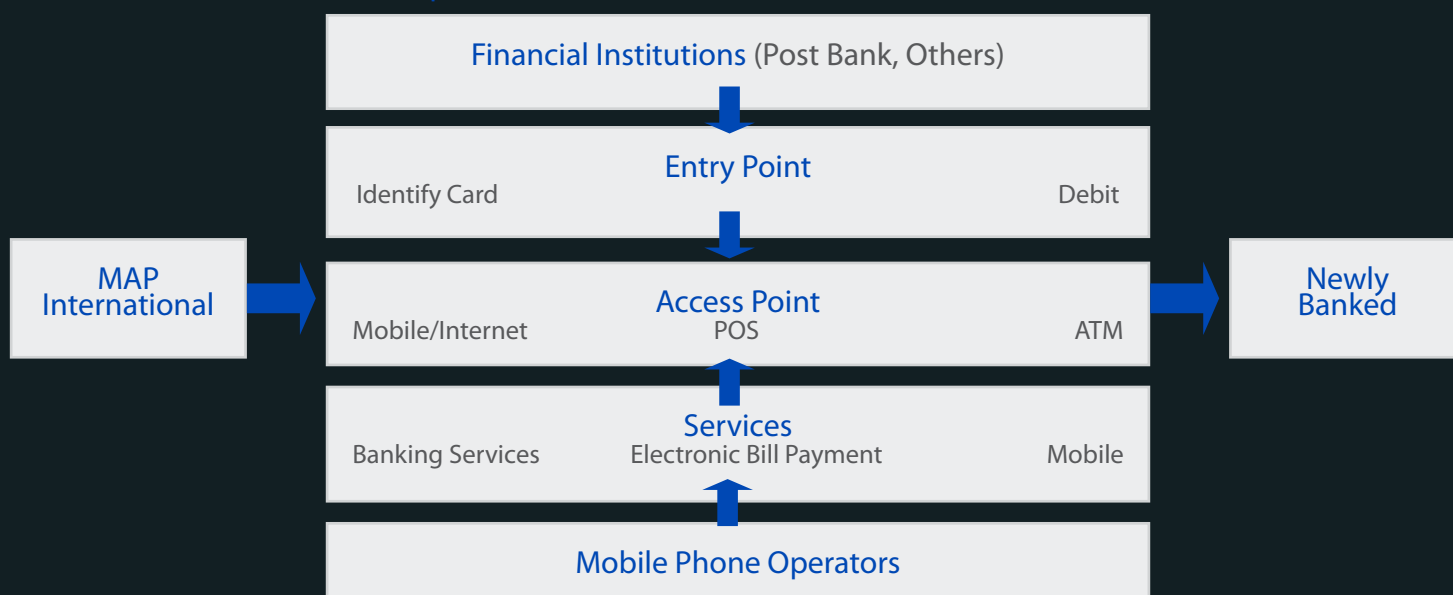 Financial Institutions (Post Bank, Others)
Entry Point
Identify Card Debit
MAP
International
Access Point
Mobile/Internet POS ATM
Newly
Banked
Services
Banking Services Electronic Bill Payment Mobile
Mobile Phone Operators